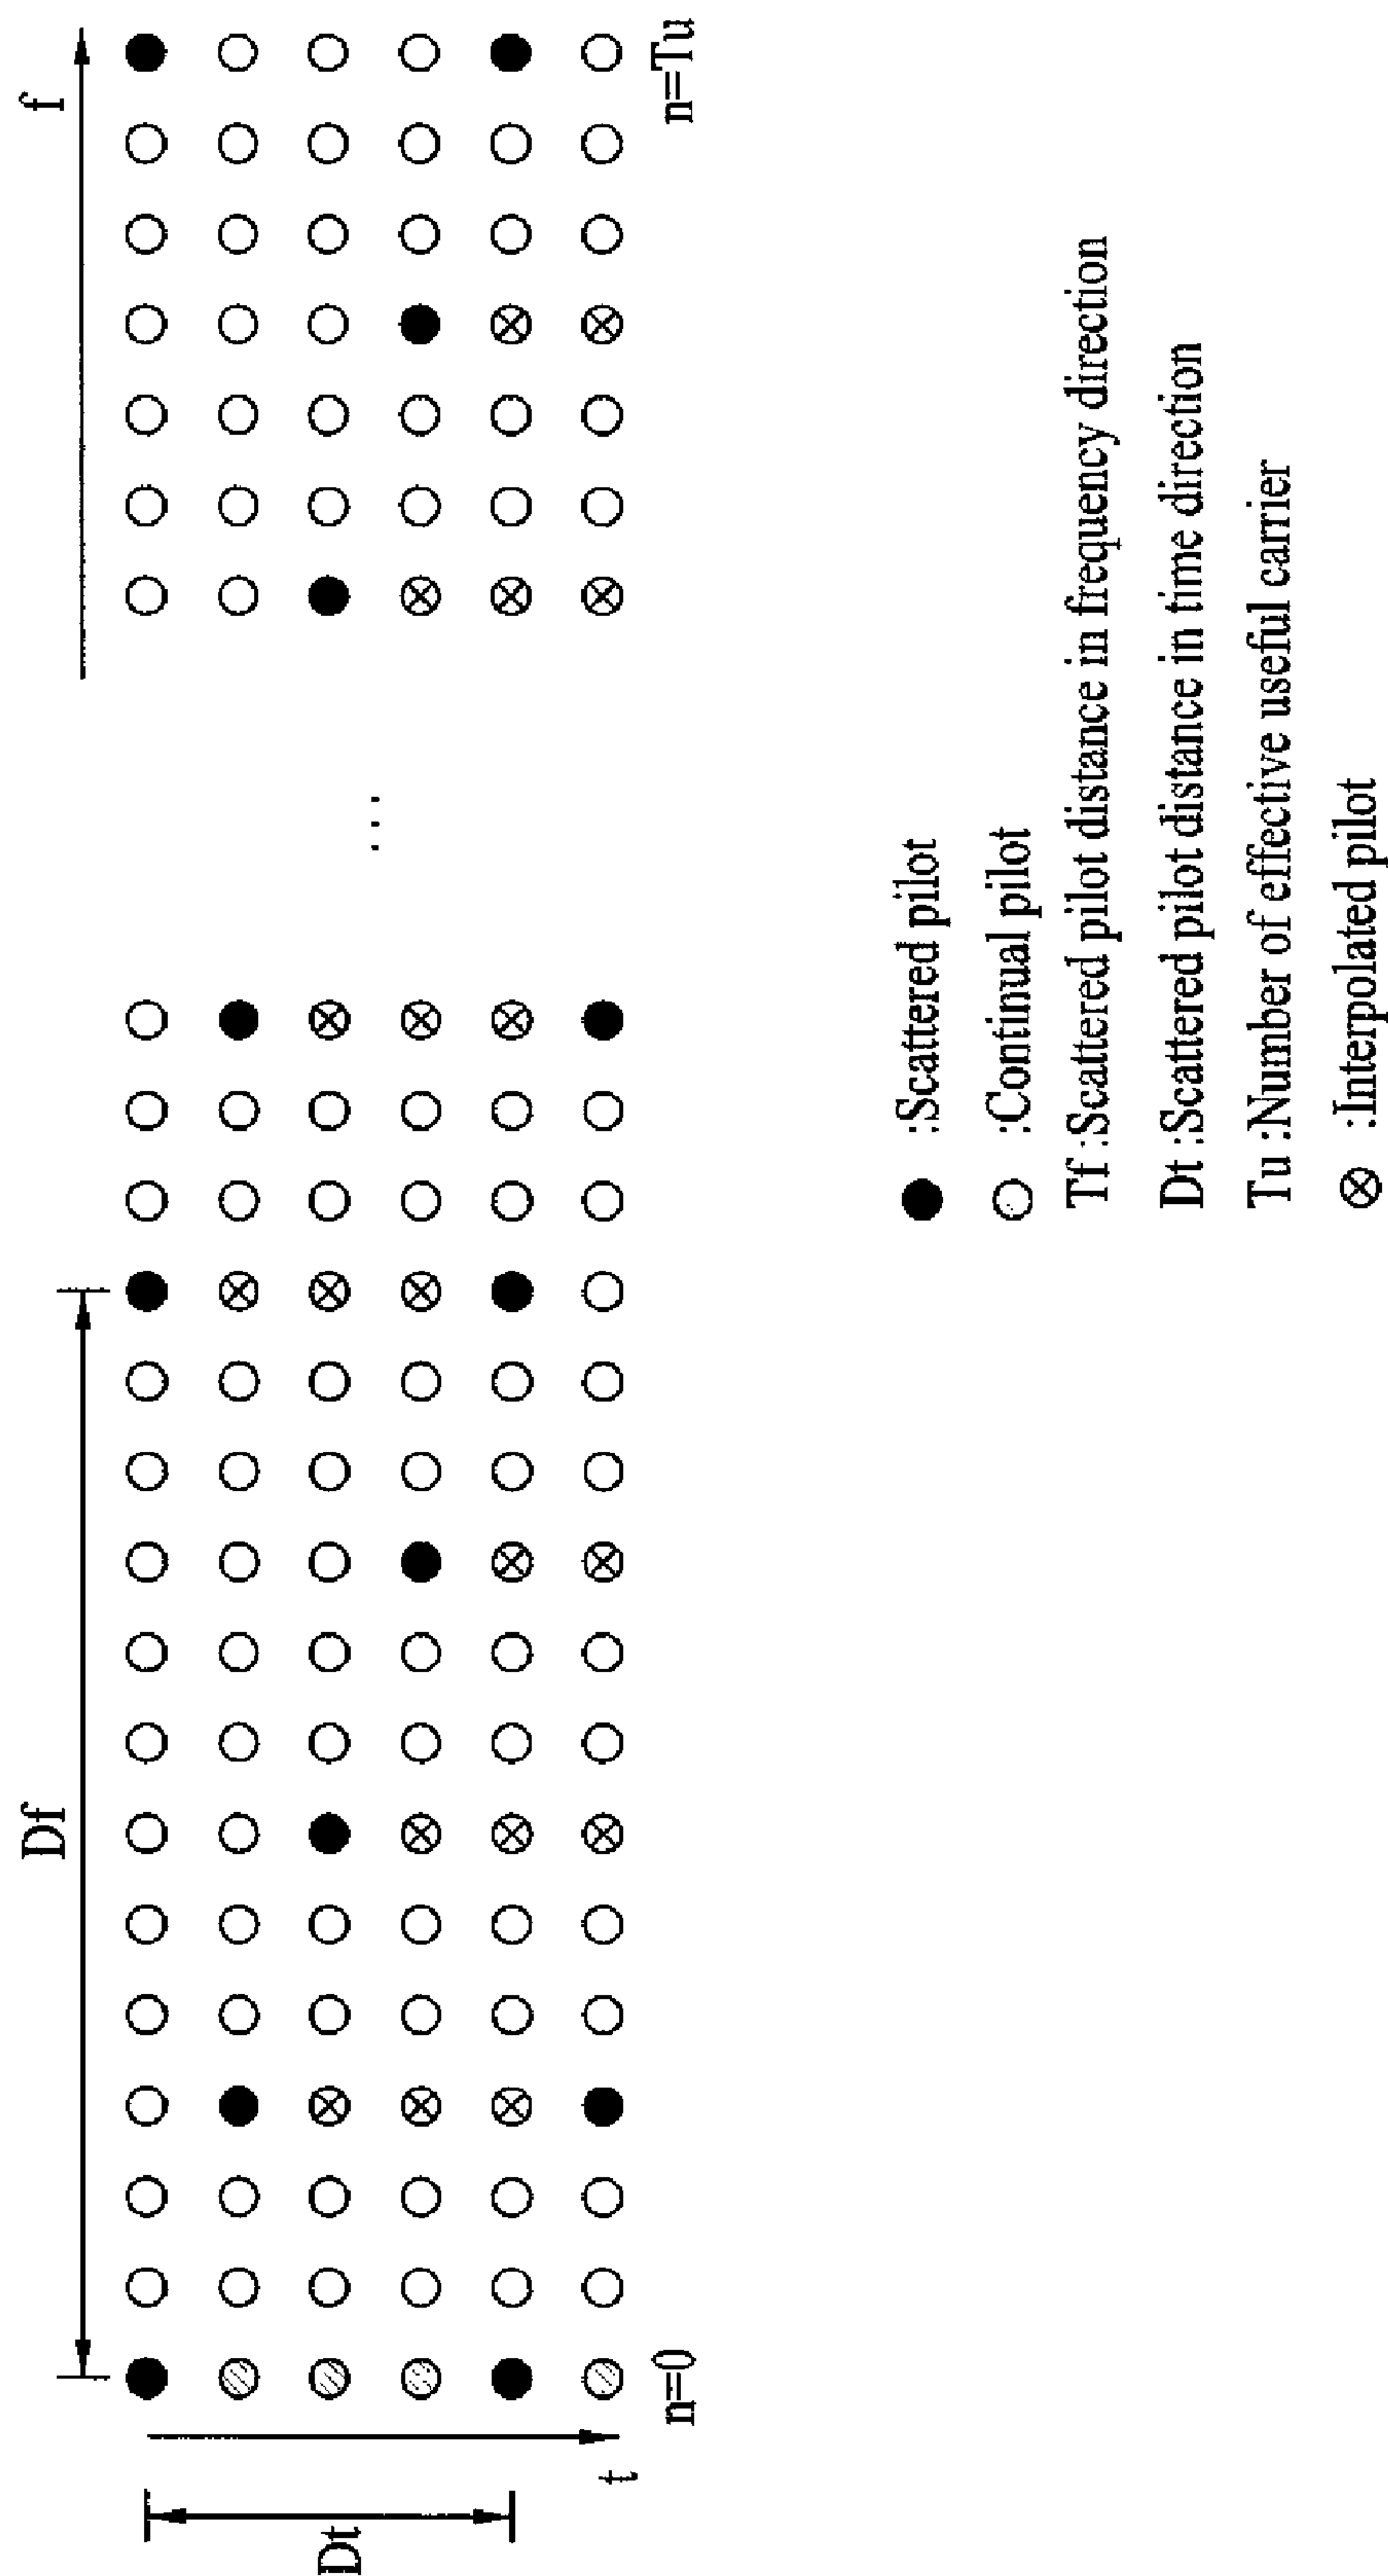 Df
f
Dt
t
n=0
...
n=Tu
:Scattered pilot
:Continual pilot
Tf :Scattered pilot distance in frequency direction
Dt :Scattered pilot distance in time direction
Tu :Number of effective useful carrier
:Interpolated pilot